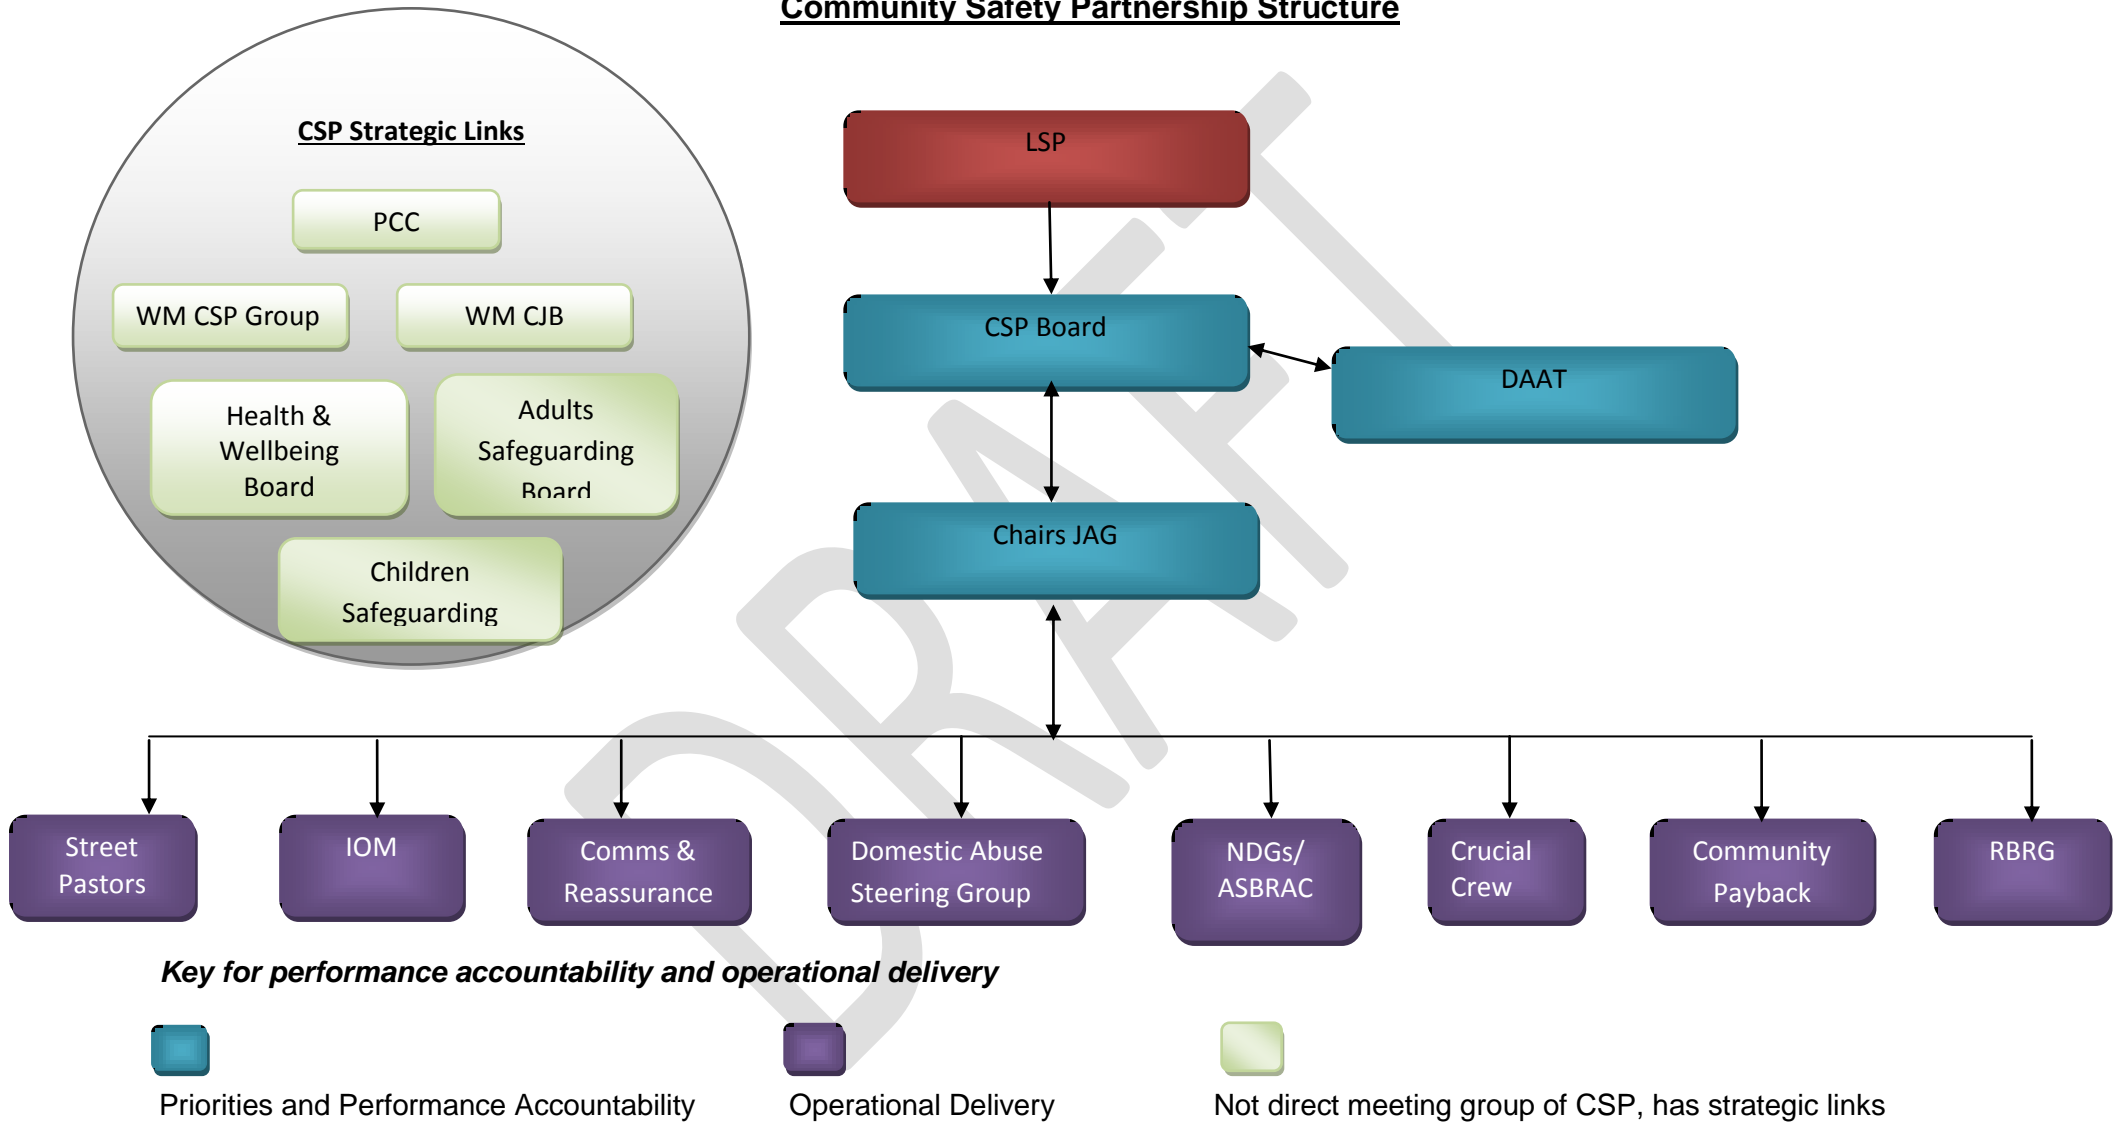 Community Safety Partnership Structure
CSP Strategic Links
PCC
WM CSP Group
WM CJB
Health &
Wellbeing
Board
Adults
Safeguarding
Board
Children
Safeguarding
LSP
CSP Board
DAAT
Chairs JAG
DRAFT
Street
Pastors
IOM
Comms &
Reassurance
Domestic Abuse
Steering Group
NDGs/
ASBRAC
Crucial
Crew
Community
Payback
RBRG
Key for performance accountability and operational delivery
Priorities and Performance Accountability
Operational Delivery
Not direct meeting group of CSP, has strategic links